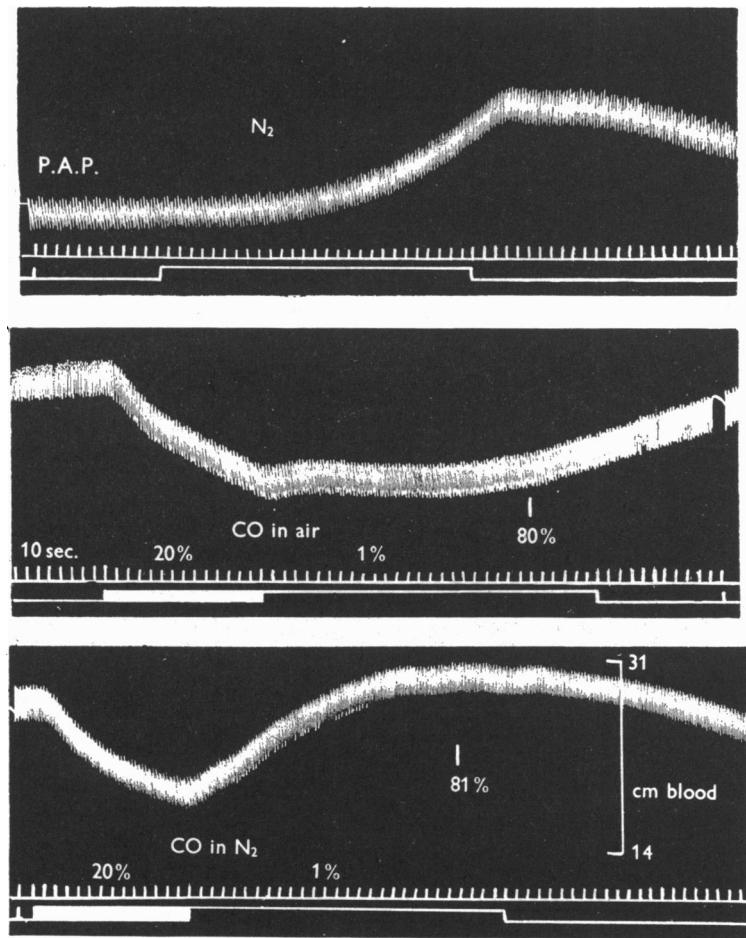 N₂
P.A.P.
CO in air
80%
10 sec. 20% 1%
31
81%
cm blood
14
CO in N₂
20% 1%